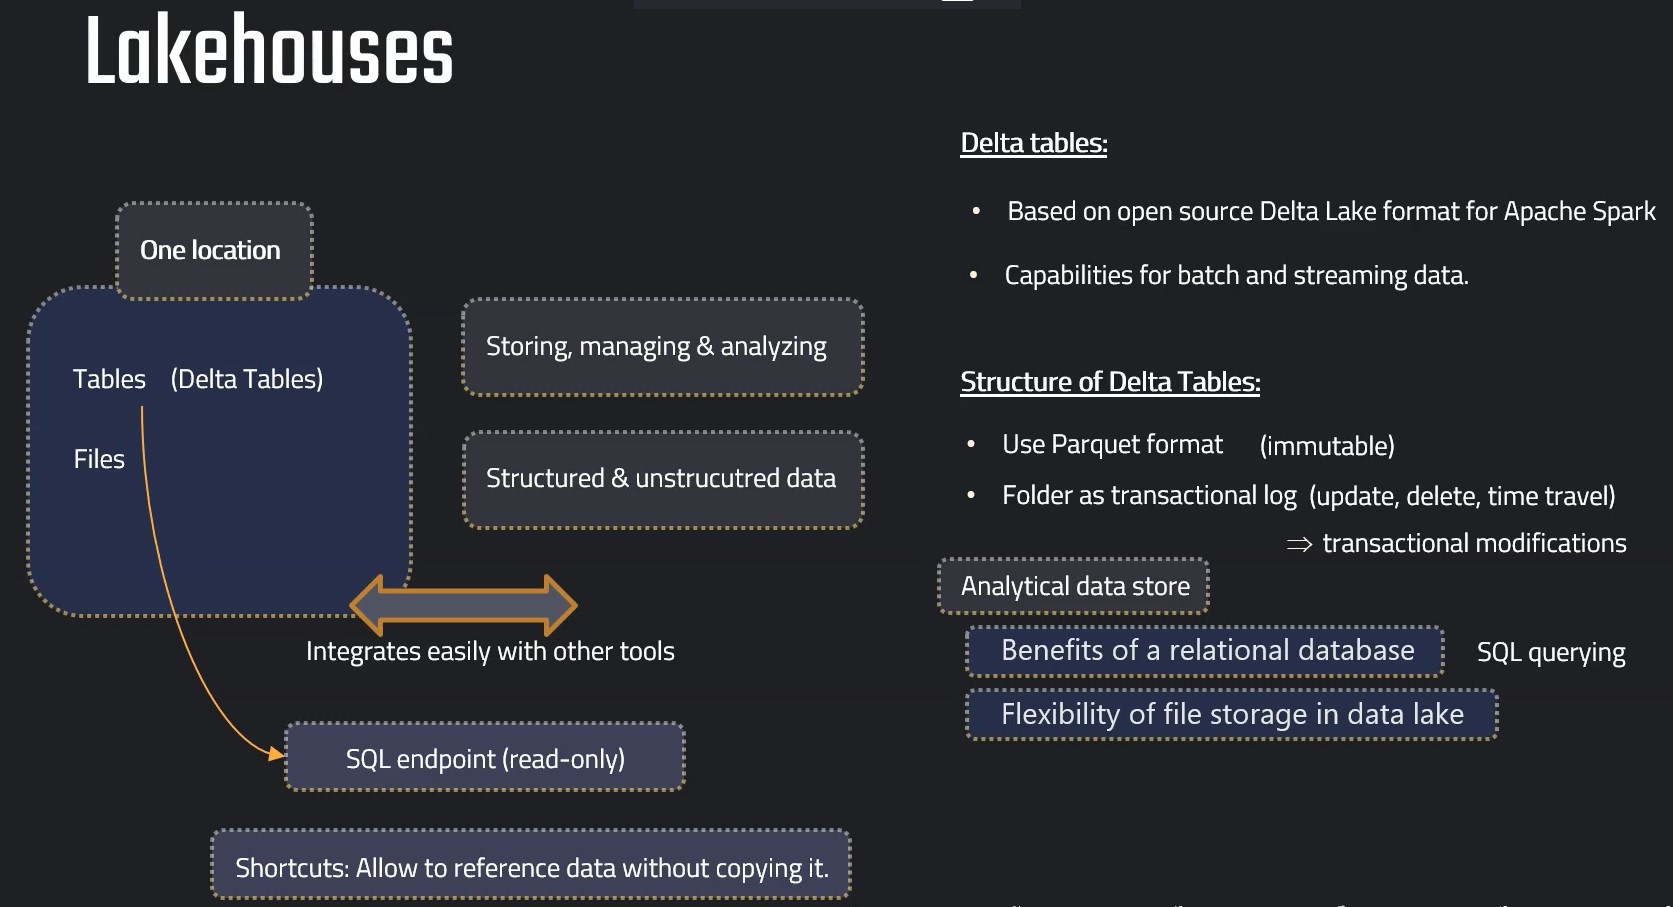 Lakehouses
One location
Tables (Delta Tables)
Files
Storing, managing & analyzing
Structured & unstrucutred data
Integrates easily with other tools
SQL endpoint (read-only)
Shortcuts: Allow to reference data without copying it.
Delta tables:
• Based on open source Delta Lake format for Apache Spark
• Capabilities for batch and streaming data.
Structure of Delta Tables:
• Use Parquet format (immutable)
• Folder as transactional log (update, delete, time travel)
⇒ transactional modifications
Analytical data store
Benefits of a relational database SQL querying
Flexibility of file storage in data lake